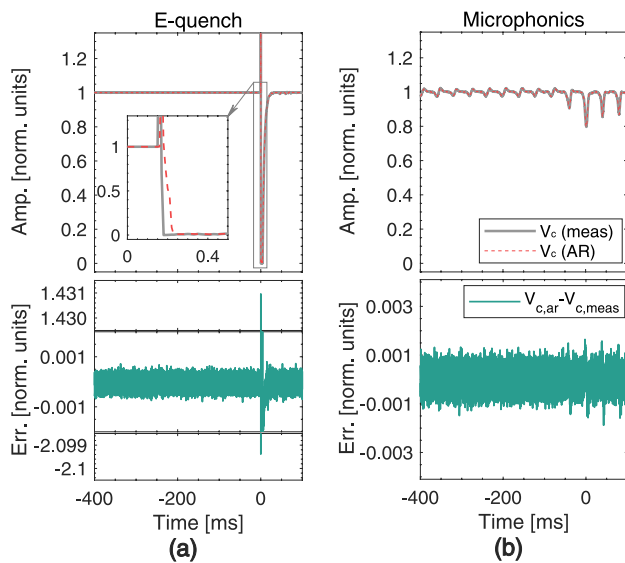 E-quench
Amp. [norm. units]
1.2
1
0.8
0.6
0.4
0.2
0
1
0.5
0
0
0.4
1.431
1.430
0.001
-0.001
-2.099
-2.1
Err. [norm. units]
-400
-200
0
Time [ms]
(a)
Microphonics
Amp. [norm. units]
1.2
1
0.8
0.6
0.4
0.2
0
Vc (meas)
Vc (AR)
Vc,ar-Vc,meas
Err. [norm. units]
0.003
0.001
-0.001
-0.003
-400
-200
0
Time [ms]
(b)